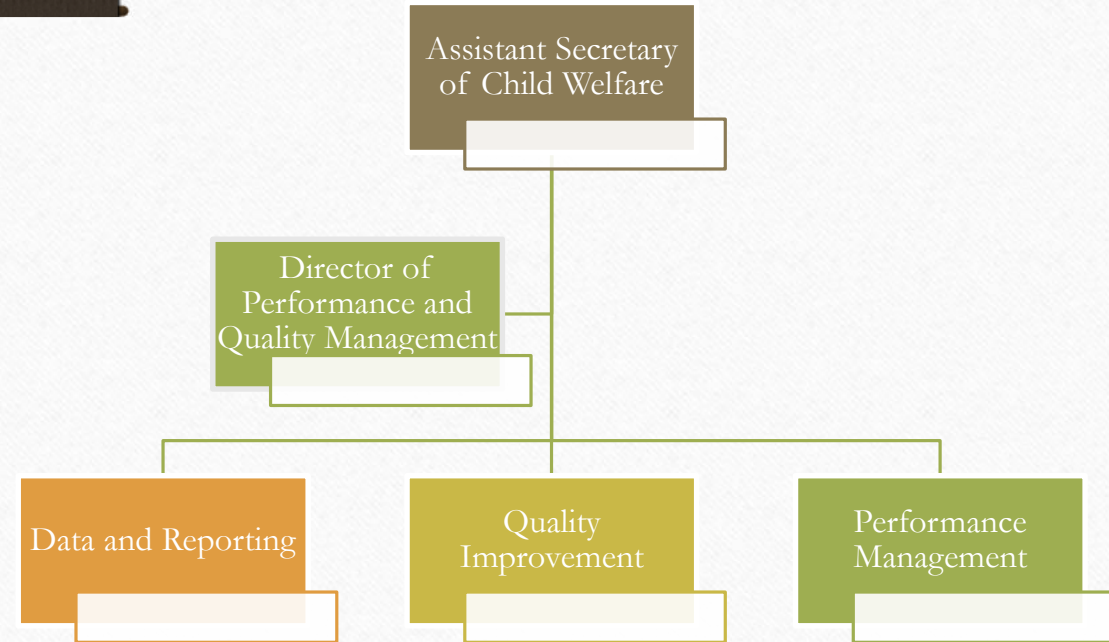 Assistant Secretary
of Child Welfare
Director of
Performance and
Quality Management
Data and Reporting
Quality
Improvement
Performance
Management